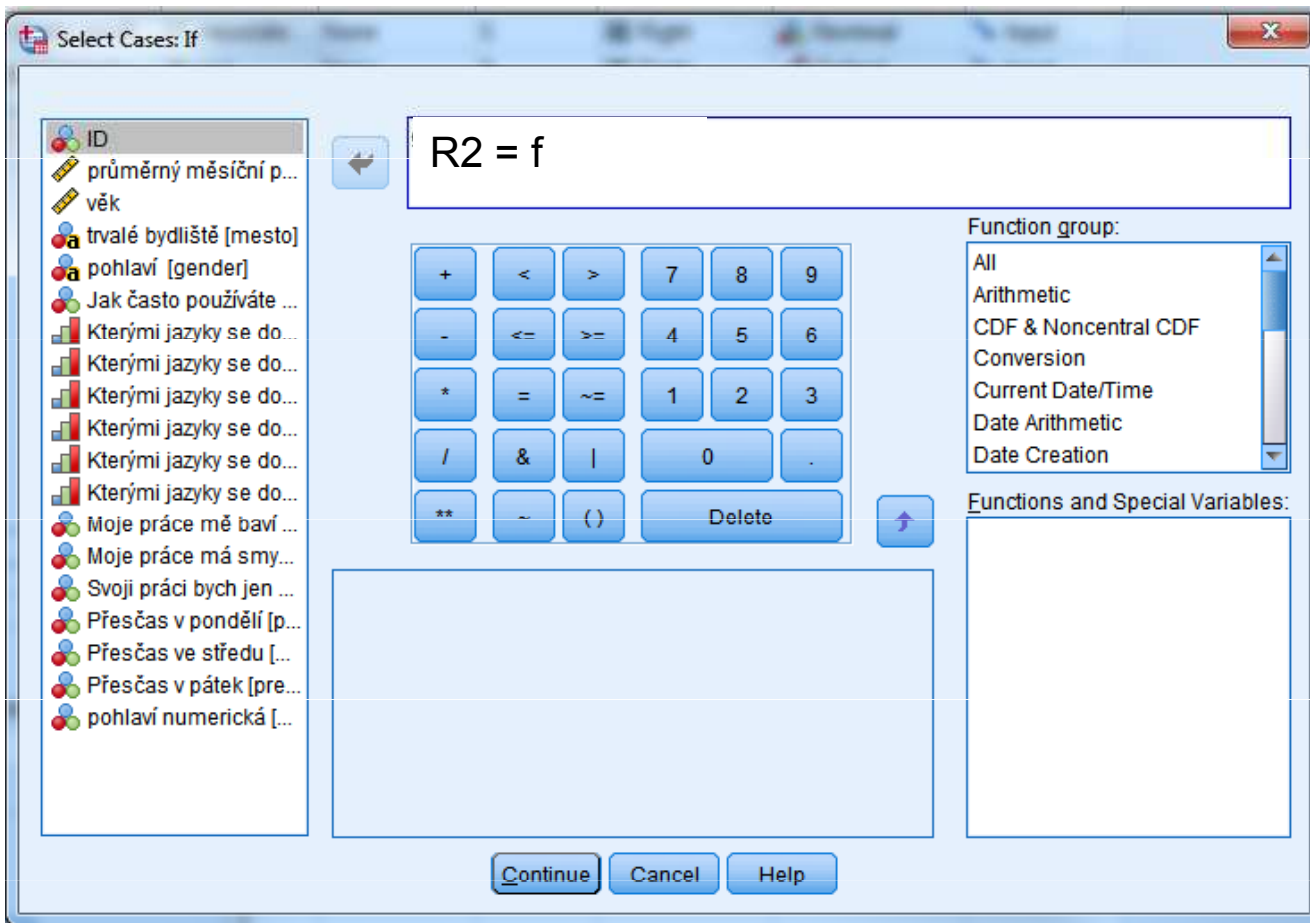 Select Cases: If
ID
průměrný měsíční p...
věk
trvalé bydliště [mesto]
pohlaví [gender]
Jak často používáte ...
Kterými jazyky se do...
Kterými jazyky se do...
Kterými jazyky se do...
Kterými jazyky se do...
Kterými jazyky se do...
Kterými jazyky se do...
Moje práce mě baví ...
Moje práce má smy...
Svoji práci bych jen ...
Přesčas v pondělí [p...
Přesčas ve středu [...
Přesčas v pátek [pre...
pohlaví numerická [...
R2 = f
+ < > 7 8 9
- <= >= 4 5 6
* = ~= 1 2 3
/ & | 0 .
** ~ ( ) Delete
Function group:
All
Arithmetic
CDF & Noncentral CDF
Conversion
Current Date/Time
Date Arithmetic
Date Creation
Functions and Special Variables:
Continue Cancel Help